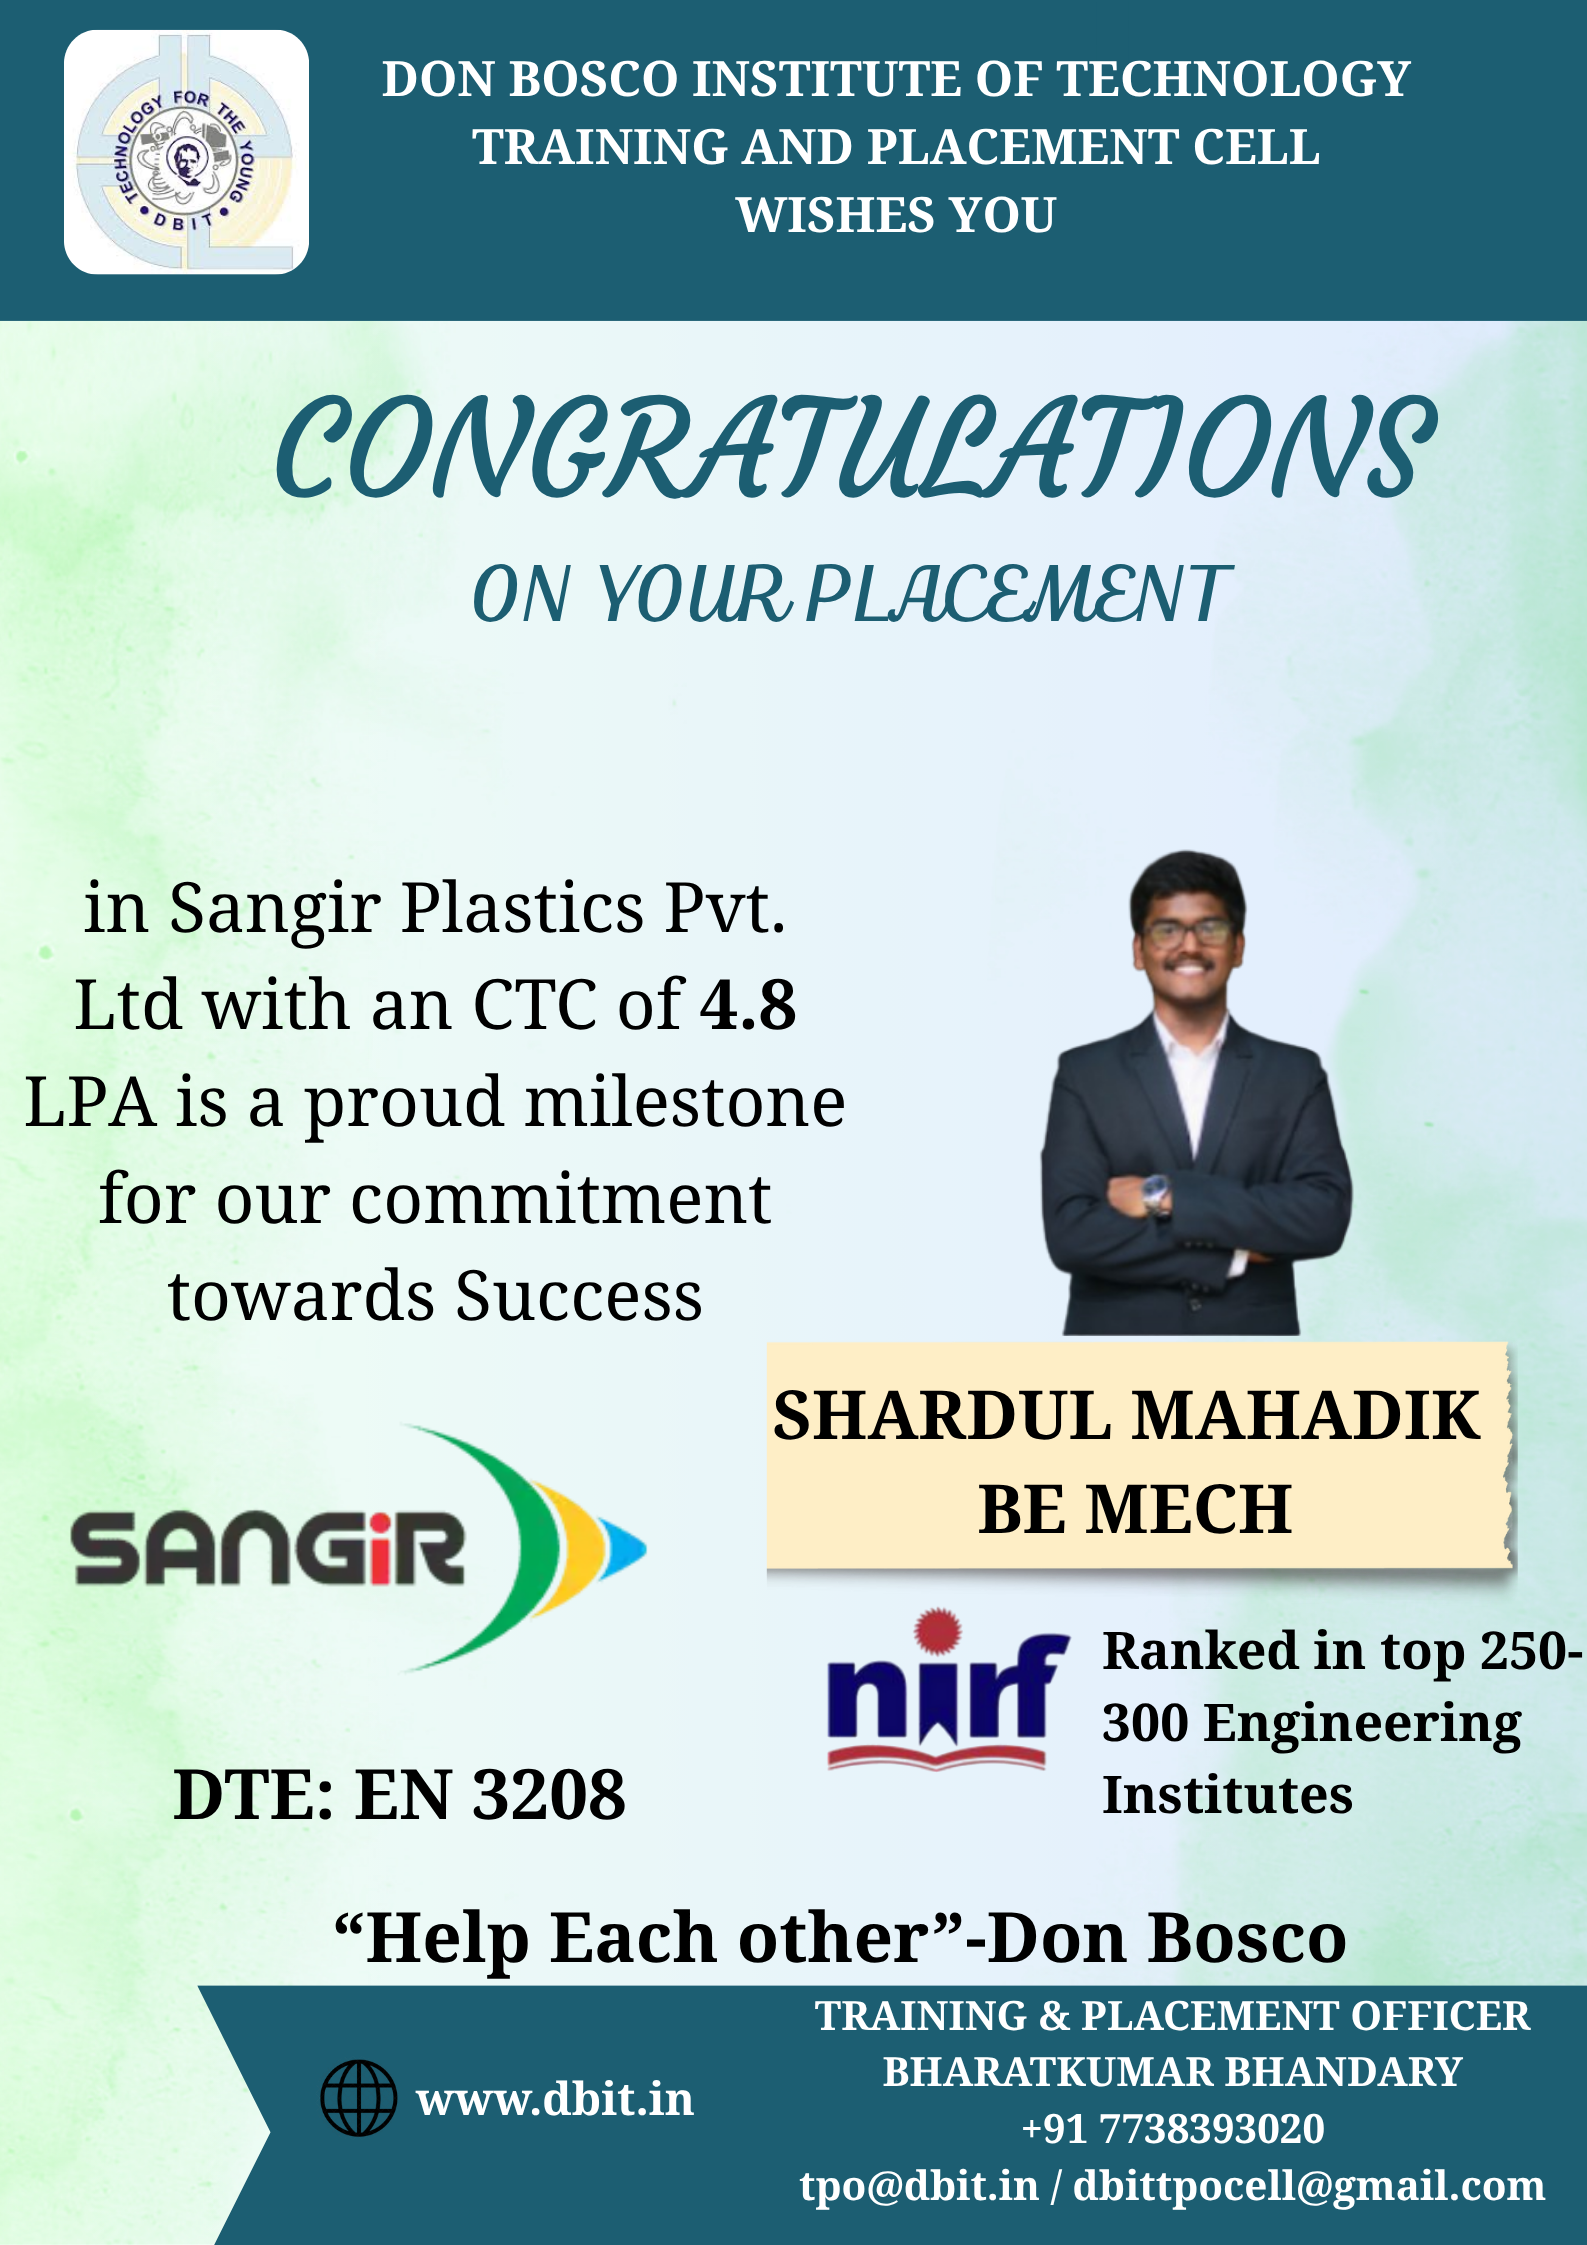 TECHNOLOGY FOR THE YOUNG
• DBIT •
DON BOSCO INSTITUTE OF TECHNOLOGY
TRAINING AND PLACEMENT CELL
WISHES YOU
CONGRATULATIONS
ON YOUR PLACEMENT
in Sangir Plastics Pvt.
Ltd with an CTC of 4.8
LPA is a proud milestone
for our commitment
towards Success
SHARDUL MAHADIK
BE MECH
SANGiR
nirf
Ranked in top 250-
300 Engineering
Institutes
DTE: EN 3208
“Help Each other”-Don Bosco
www.dbit.in
TRAINING & PLACEMENT OFFICER
BHARATKUMAR BHANDARY
+91 7738393020
tpo@dbit.in / dbittpocell@gmail.com